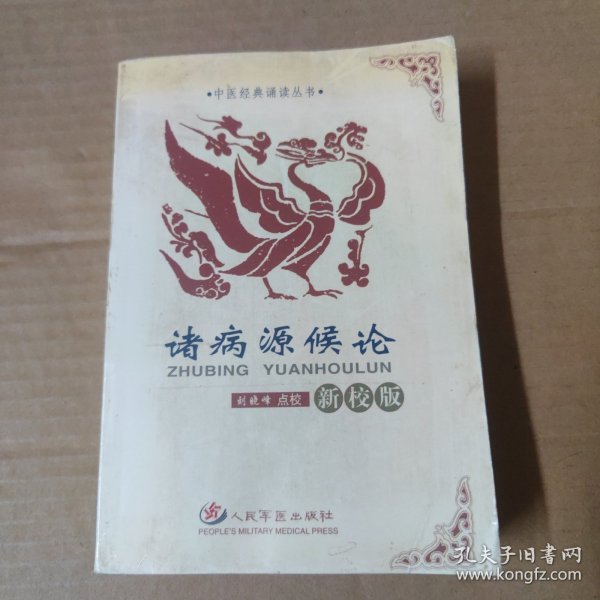 •中医经典诵读丛书•
诸病源候论
ZHUBING YUANHOULUN
刘晓峰 点校 新校版
人民军医出版社
PEOPLE'S MILITARY MEDICAL PRESS
孔夫子旧书网
www.kongfz.com